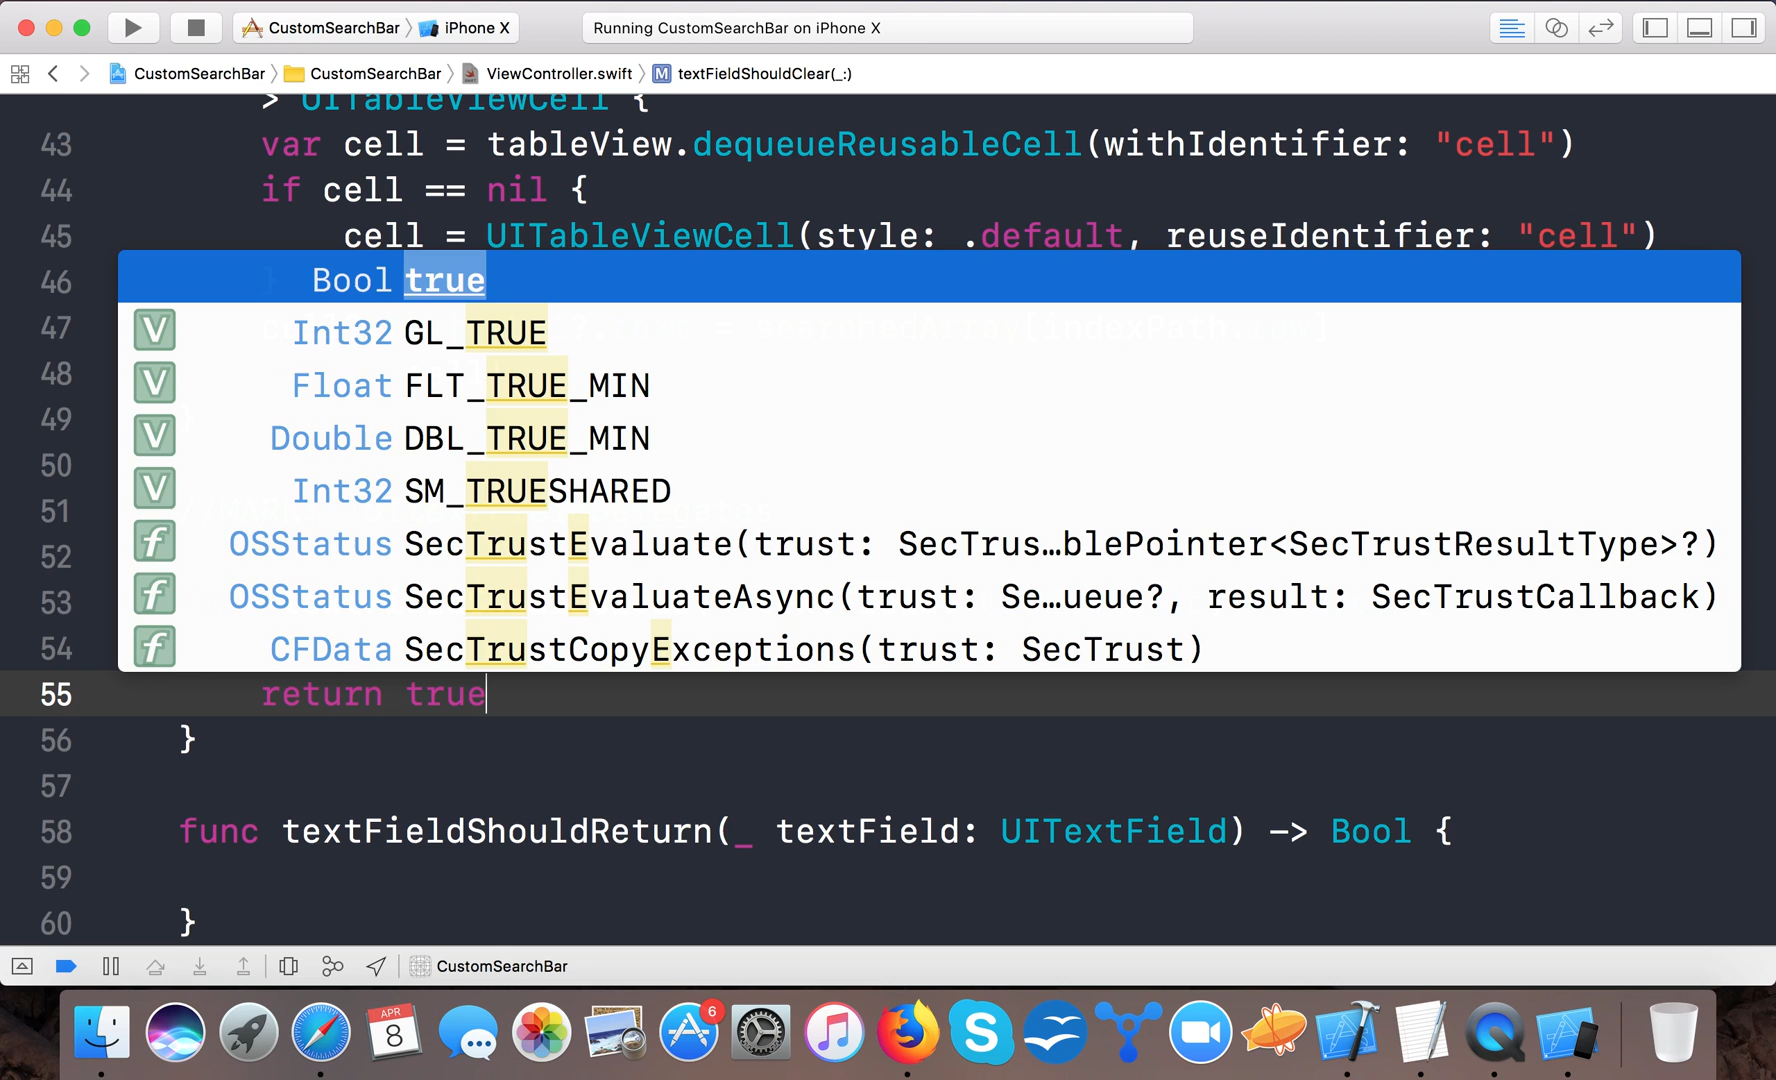 CustomSearchBar 〉 iPhone X
Running CustomSearchBar on iPhone X
CustomSearchBar 〉 CustomSearchBar 〉 ViewController.swift 〉 M textFieldShouldClear(_:)
> UITableViewCell {
43 var cell = tableView.dequeueReusableCell(withIdentifier: "cell")
44 if cell == nil {
45 cell = UITableViewCell(style: .default, reuseIdentifier: "cell")
46 Bool true
V Int32 GL_TRUE
47
V Float FLT_TRUE_MIN
48
49
V Double DBL_TRUE_MIN
50
V Int32 SM_TRUESHARED
51
f OSStatus SecTrustEvaluate(trust: SecTrus…blePointer<SecTrustResultType>?)
52
f OSStatus SecTrustEvaluateAsync(trust: Se…ueue?, result: SecTrustCallback)
53
f CFData SecTrustCopyExceptions(trust: SecTrust)
54
55 return true
56 }
57
58 func textFieldShouldReturn(_ textField: UITextField) -> Bool {
59
60 }
CustomSearchBar
APR
8
6